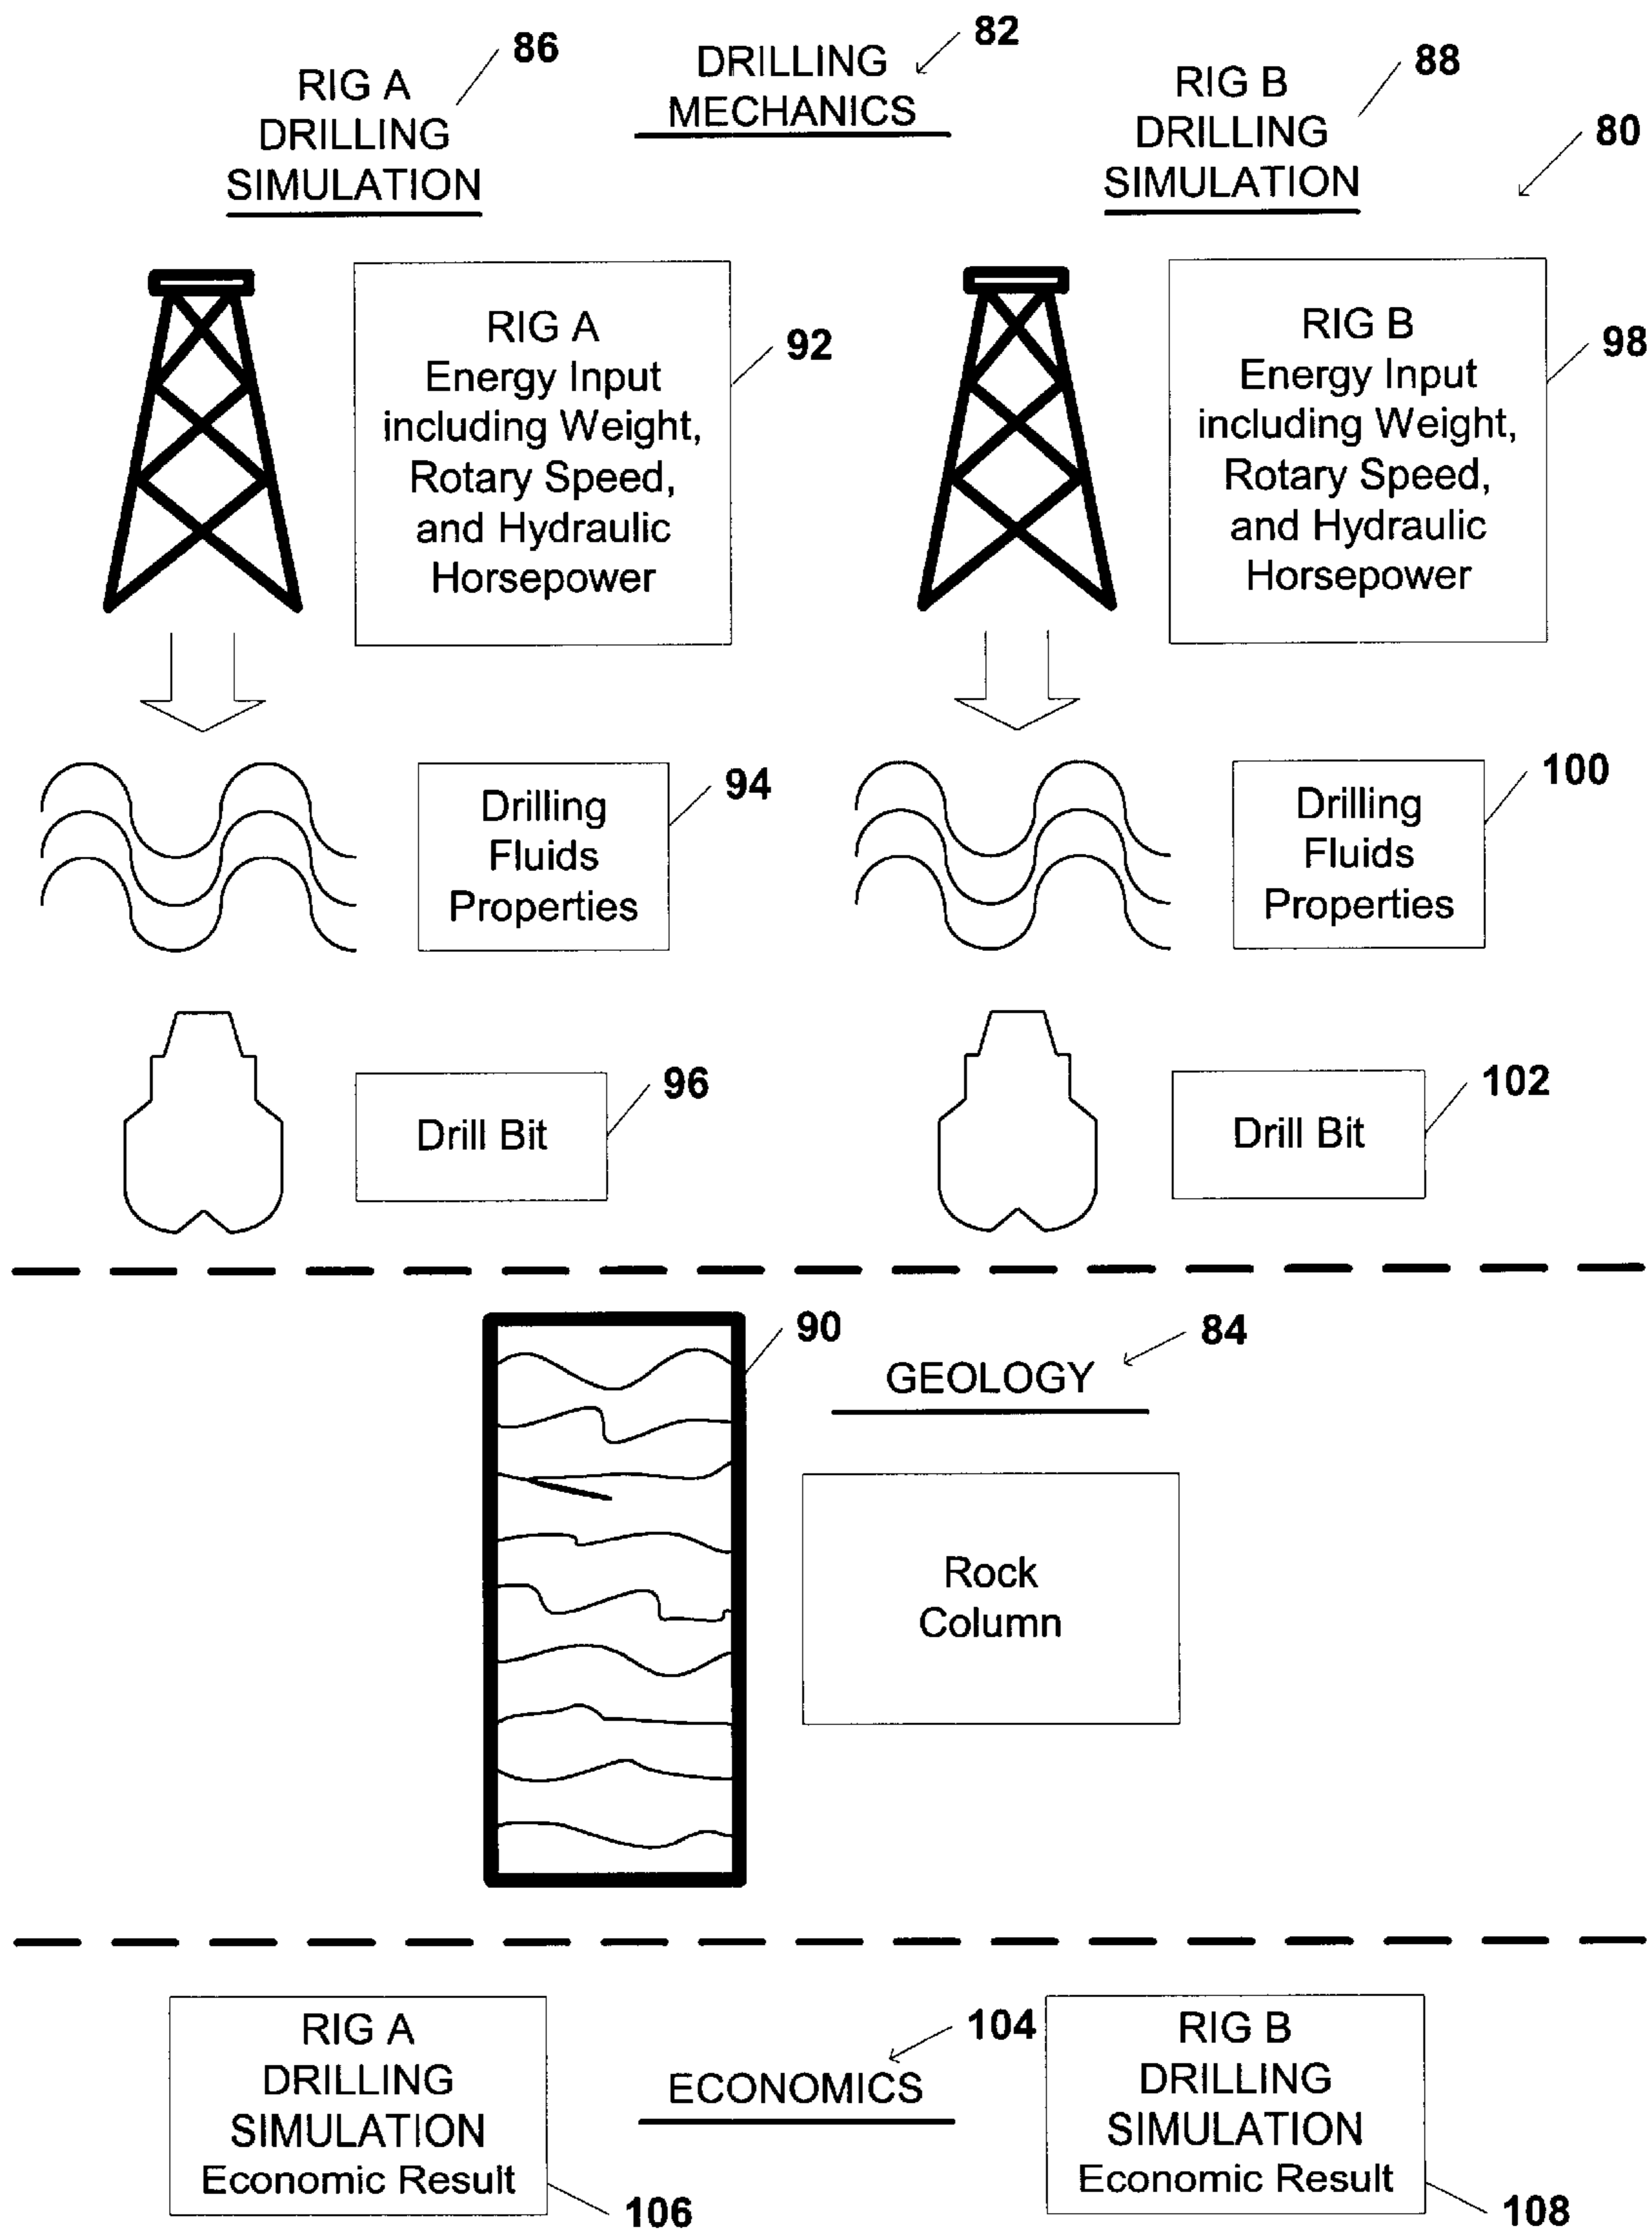 86
RIG A
DRILLING
SIMULATION
DRILLING
MECHANICS
82
RIG B
DRILLING
SIMULATION
88
80
RIG A
Energy Input
including Weight,
Rotary Speed,
and Hydraulic
Horsepower
92
RIG B
Energy Input
including Weight,
Rotary Speed,
and Hydraulic
Horsepower
98
Drilling
Fluids
Properties
94
Drilling
Fluids
Properties
100
Drill Bit
96
Drill Bit
102
90
GEOLOGY
84
Rock
Column
RIG A
DRILLING
SIMULATION
Economic Result
106
ECONOMICS
104
RIG B
DRILLING
SIMULATION
Economic Result
108